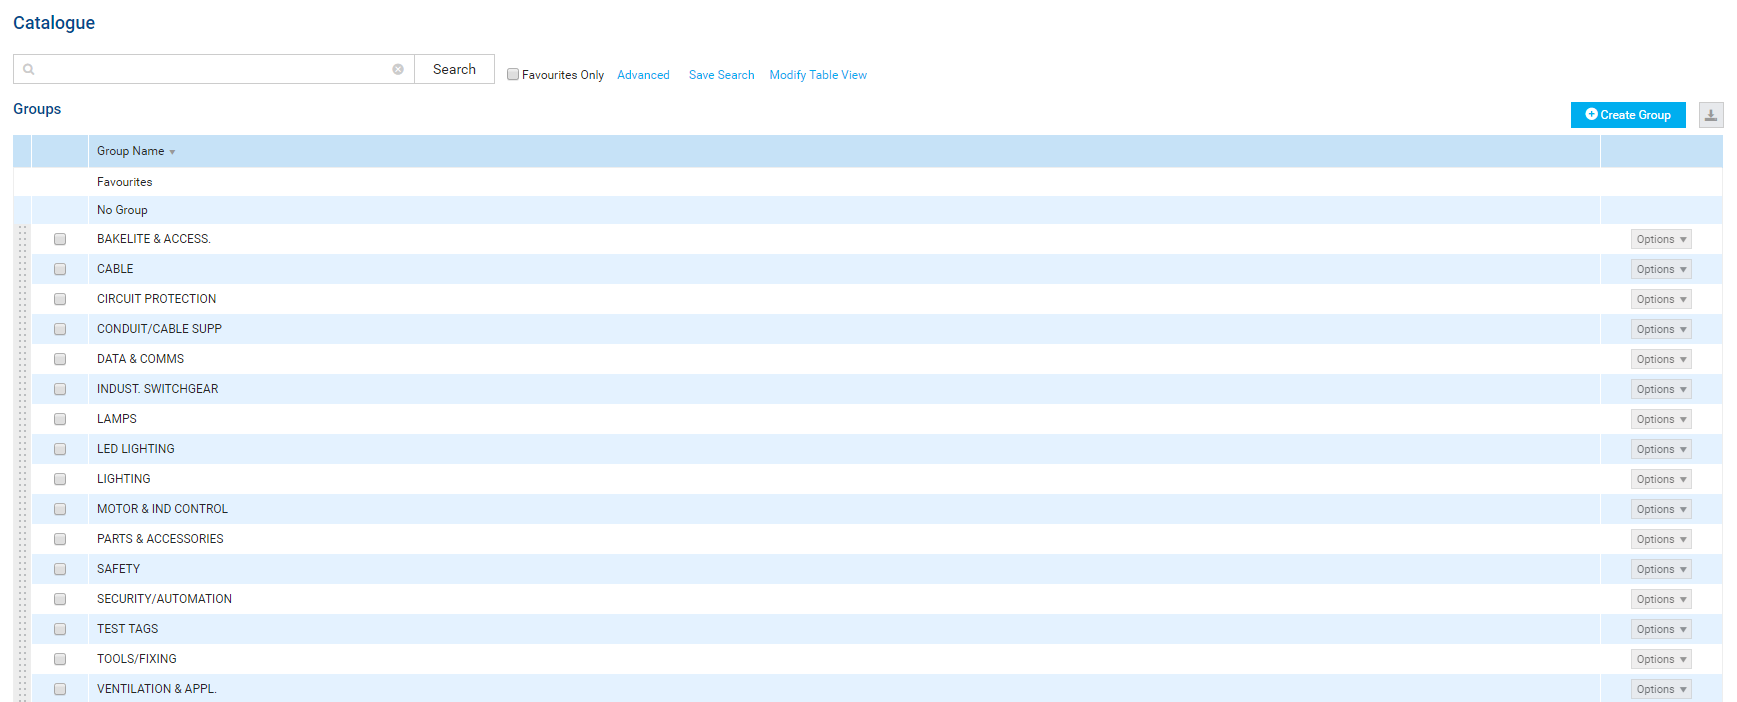 Catalogue
Search
Favourites Only Advanced Save Search Modify Table View
Groups
Create Group
Group Name
Favourites
No Group
BAKELITE & ACCESS. Options
CABLE Options
CIRCUIT PROTECTION Options
CONDUIT/CABLE SUPP Options
DATA & COMMS Options
INDUST. SWITCHGEAR Options
LAMPS Options
LED LIGHTING Options
LIGHTING Options
MOTOR & IND CONTROL Options
PARTS & ACCESSORIES Options
SAFETY Options
SECURITY/AUTOMATION Options
TEST TAGS Options
TOOLS/FIXING Options
VENTILATION & APPL. Options